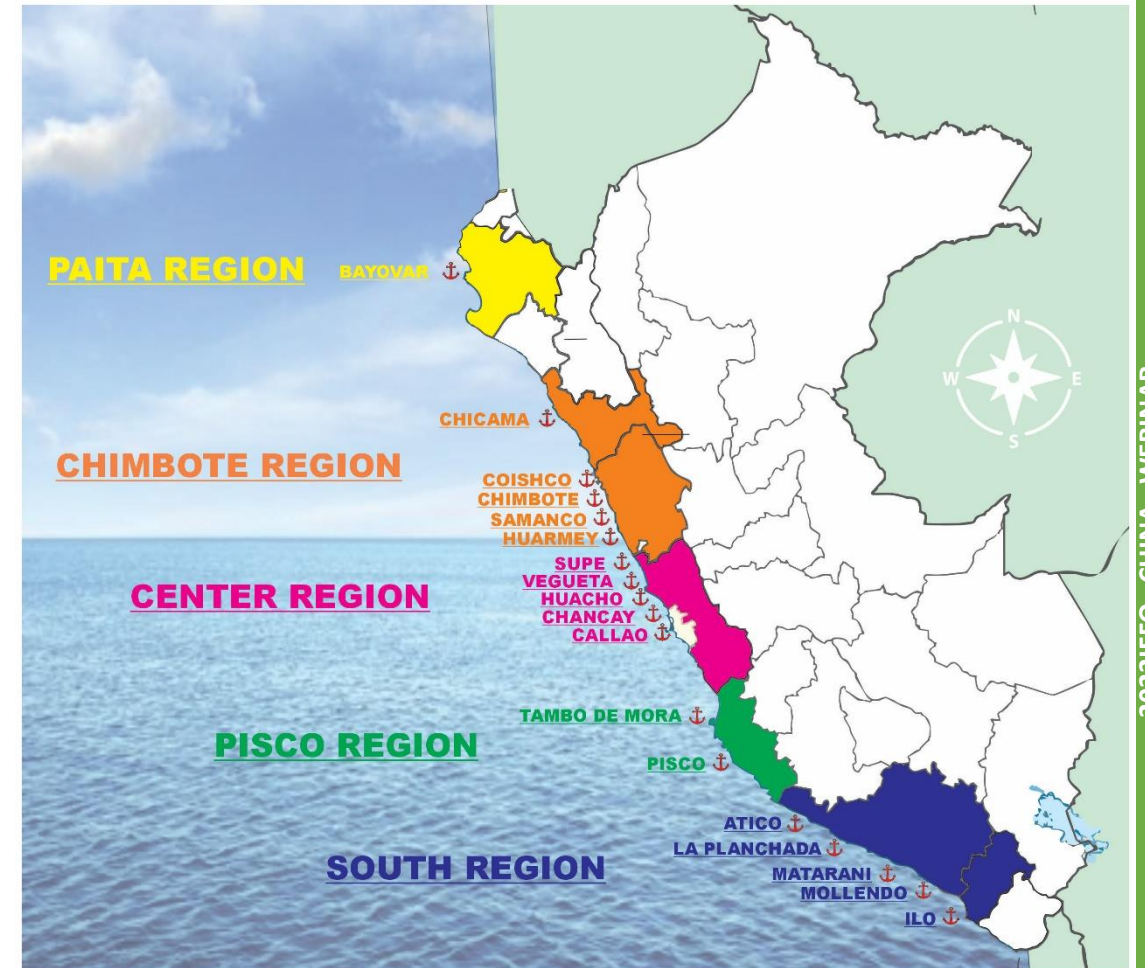 N
W E
S
PAITA REGION BAYOVAR
CHICAMA
CHIMBOTE REGION
COISHCO
CHIMBOTE
SAMANCO
HUARMEY
SUPE
VEGUETA
CENTER REGION
HUACHO
CHANCAY
CALLAO
TAMBO DE MORA
PISCO REGION
PISCO
ATICO
LA PLANCHADA
SOUTH REGION
MATARANI
MOLLENDO
ILO
WEBINAR